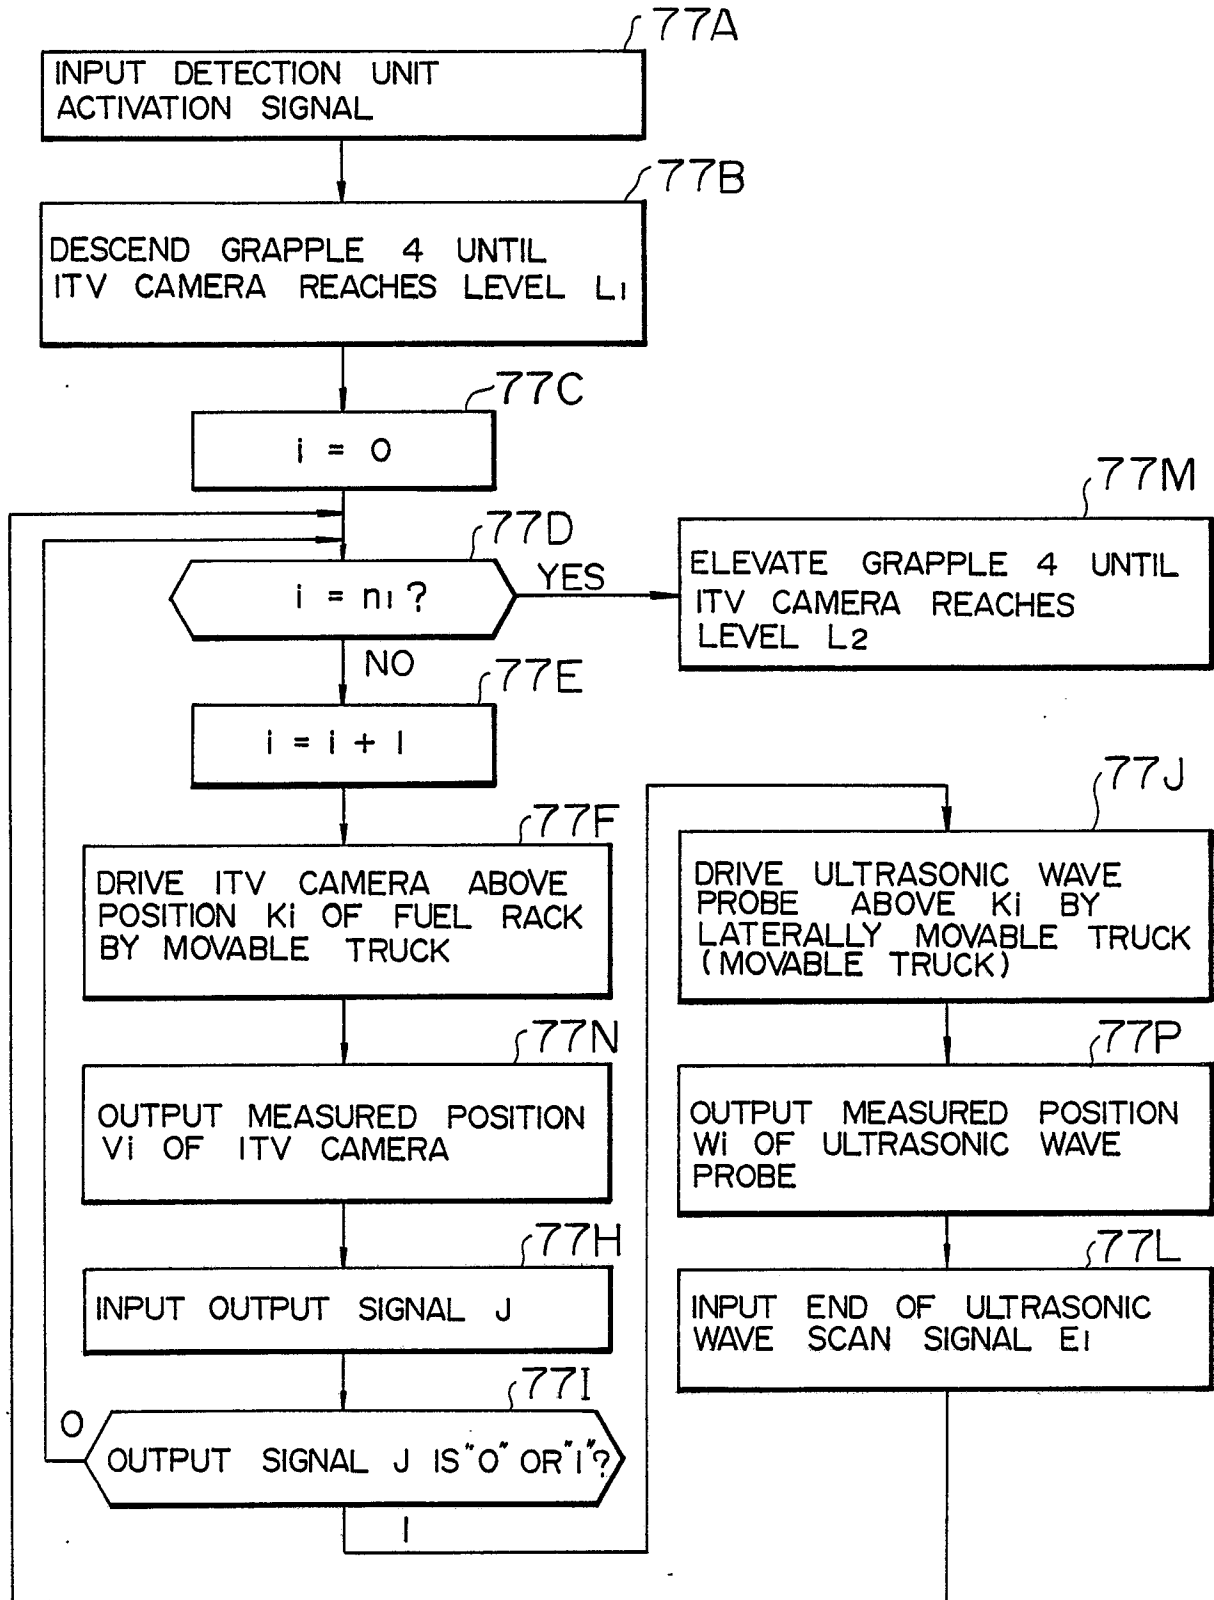 77A
INPUT DETECTION UNIT
ACTIVATION SIGNAL
77B
DESCEND GRAPPLE 4 UNTIL
ITV CAMERA REACHES LEVEL L1
77C
i = 0
77D
i = n1 ?
YES
NO
77M
ELEVATE GRAPPLE 4 UNTIL
ITV CAMERA REACHES
LEVEL L2
77E
i = i + 1
77F
DRIVE ITV CAMERA ABOVE
POSITION Ki OF FUEL RACK
BY MOVABLE TRUCK
77N
OUTPUT MEASURED POSITION
Vi OF ITV CAMERA
77H
INPUT OUTPUT SIGNAL J
77I
OUTPUT SIGNAL J IS "0" OR "1"?
0
1
77J
DRIVE ULTRASONIC WAVE
PROBE ABOVE Ki BY
LATERALLY MOVABLE TRUCK
(MOVABLE TRUCK)
77P
OUTPUT MEASURED POSITION
Wi OF ULTRASONIC WAVE
PROBE
77L
INPUT END OF ULTRASONIC
WAVE SCAN SIGNAL E1